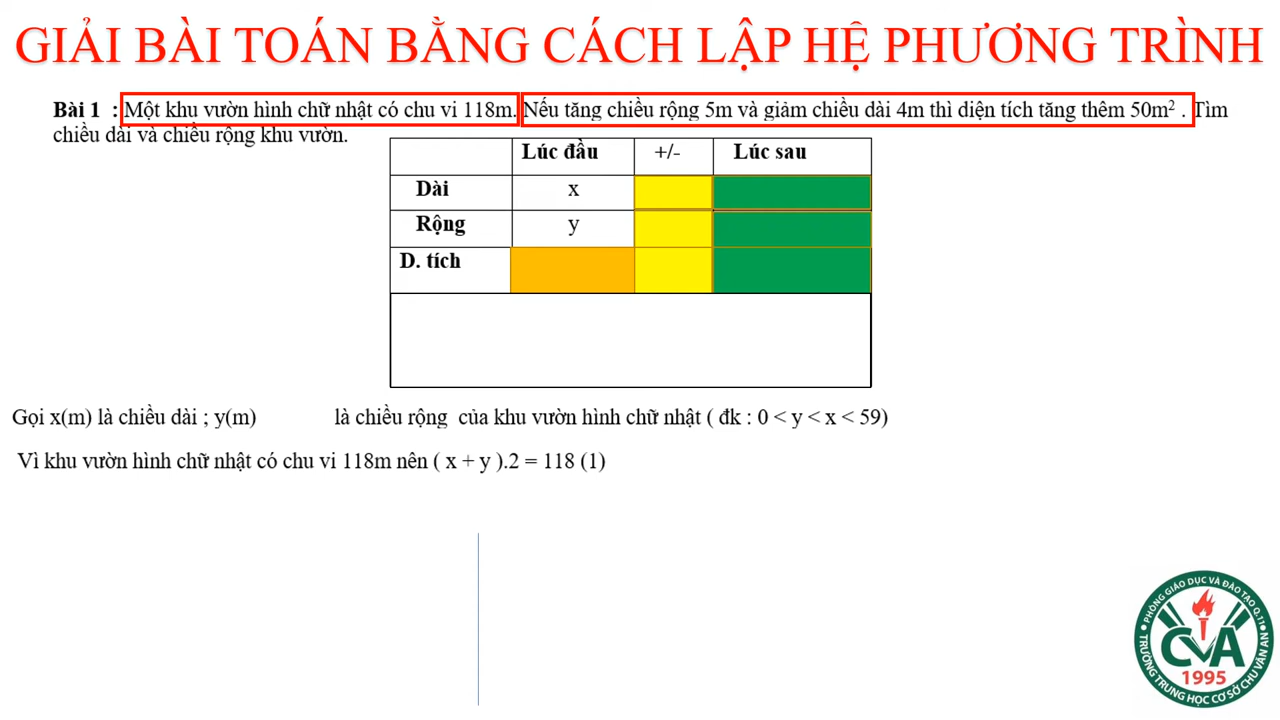 GIẢI BÀI TOÁN BẰNG CÁCH LẬP HỆ PHƯƠNG TRÌNH
Bài 1 : Một khu vườn hình chữ nhật có chu vi 118m. Nếu tăng chiều rộng 5m và giảm chiều dài 4m thì diện tích tăng thêm 50m² . Tìm
chiều dài và chiều rộng khu vườn.
Lúc đầu +/- Lúc sau
Dài x
Rộng y
D. tích
Gọi x(m) là chiều dài ; y(m) là chiều rộng của khu vườn hình chữ nhật ( đk : 0 < y < x < 59)
Vì khu vườn hình chữ nhật có chu vi 118m nên ( x + y ).2 = 118 (1)
PHÒNG GIÁO DỤC VÀ ĐÀO TẠO Q.11
CVA
1995
TRƯỜNG TRUNG HỌC CƠ SỞ CHU VĂN AN